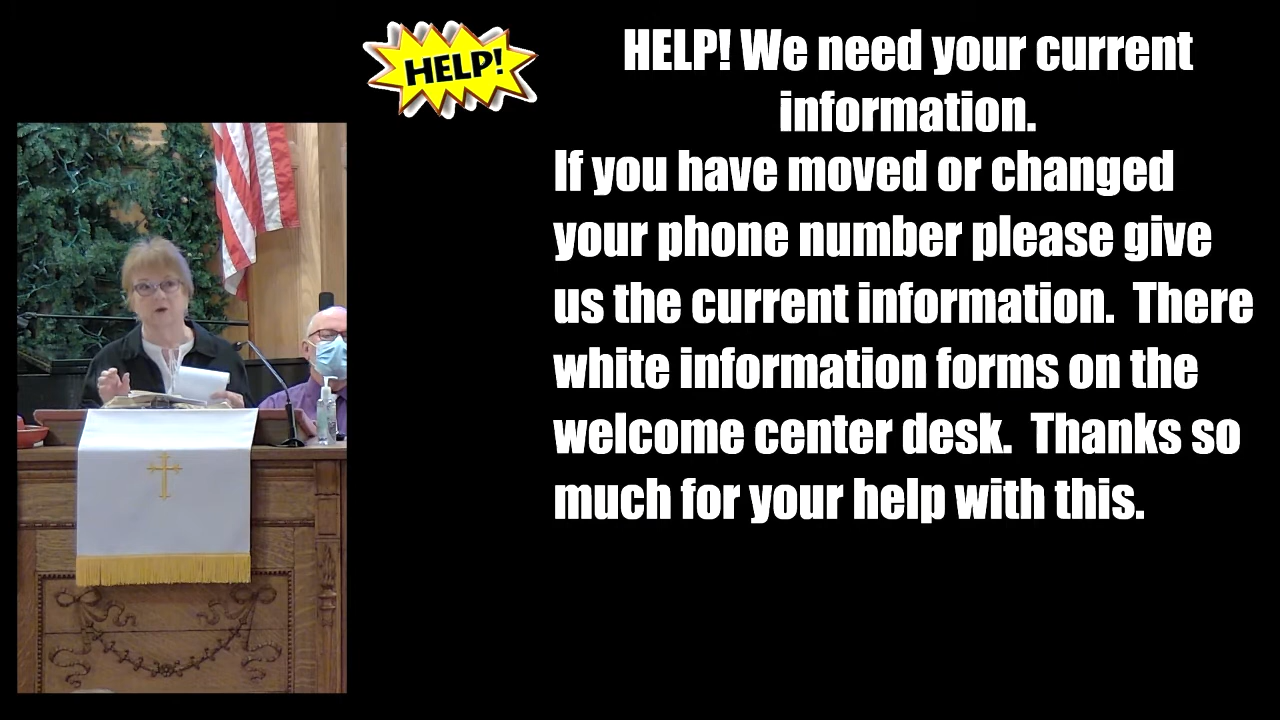 HELP!
HELP! We need your current
information.
If you have moved or changed
your phone number please give
us the current information.  There
white information forms on the
welcome center desk.  Thanks so
much for your help with this.